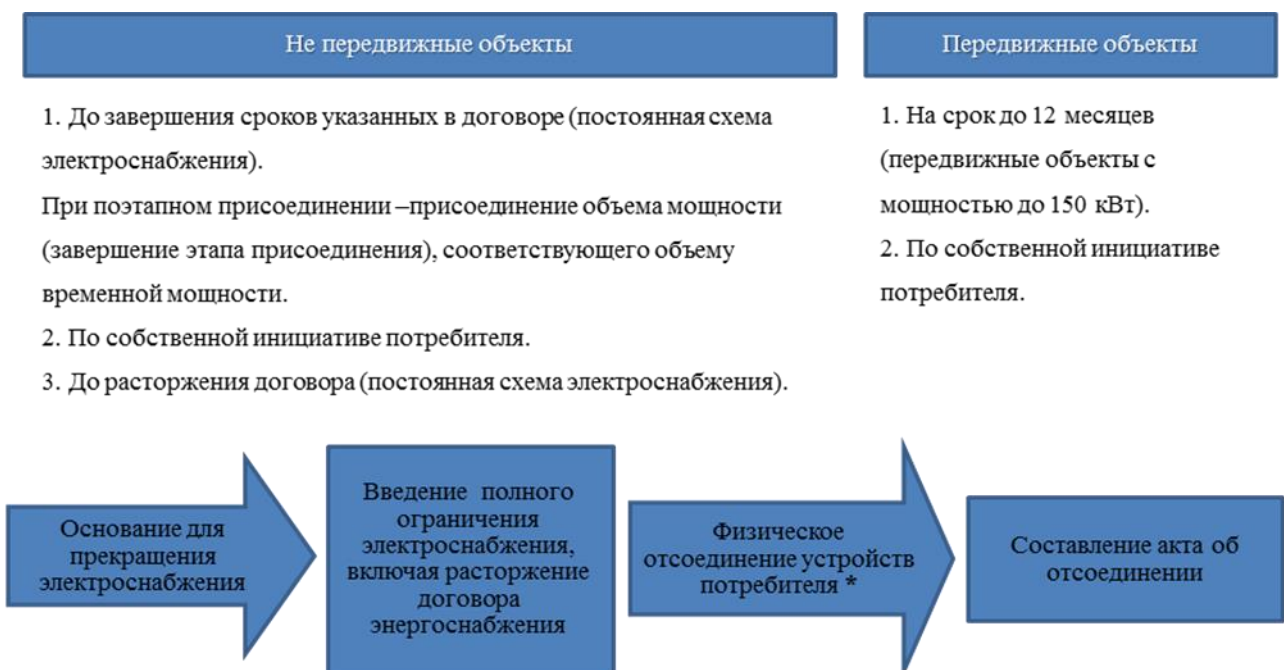 Не передвижные объекты
1. До завершения сроков указанных в договоре (постоянная схема
электроснабжения).
При поэтапном присоединении –присоединение объема мощности
(завершение этапа присоединения), соответствующего объему
временной мощности.
2. По собственной инициативе потребителя.
3. До расторжения договора (постоянная схема электроснабжения).
Передвижные объекты
1. На срок до 12 месяцев
(передвижные объекты с
мощностью до 150 кВт).
2. По собственной инициативе
потребителя.
Основание для
прекращения
электроснабжения
Введение полного
ограничения
электроснабжения,
включая расторжение
договора
энергоснабжения
Физическое
отсоединение устройств
потребителя *
Составление акта об
отсоединении